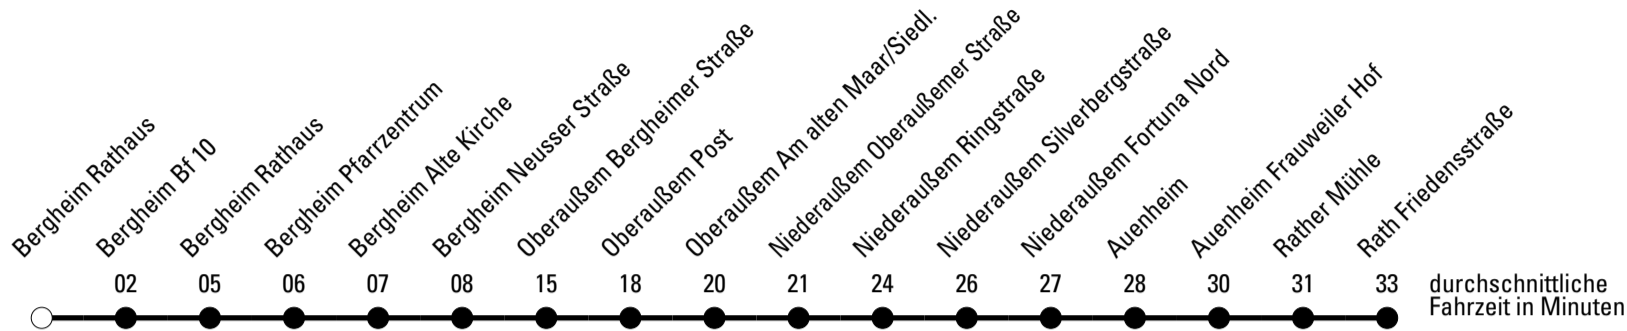 Bergheim Rathaus
Bergheim Bf 10
Bergheim Rathaus
Bergheim Pfarrzentrum
Bergheim Alte Kirche
Bergheim Neusser Straße
Oberaußem Bergheimer Straße
Oberaußem Post
Oberaußem Am alten Maar/Siedl.
Niederaußem Oberaußemer Straße
Niederaußem Ringstraße
Niederaußem Silverbergstraße
Niederaußem Fortuna Nord
Auenheim
Auenheim Frauweiler Hof
Rather Mühle
Rath Friedensstraße
02 05 06 07 08 15 18 20 21 24 26 27 28 30 31 33
durchschnittliche
Fahrzeit in Minuten